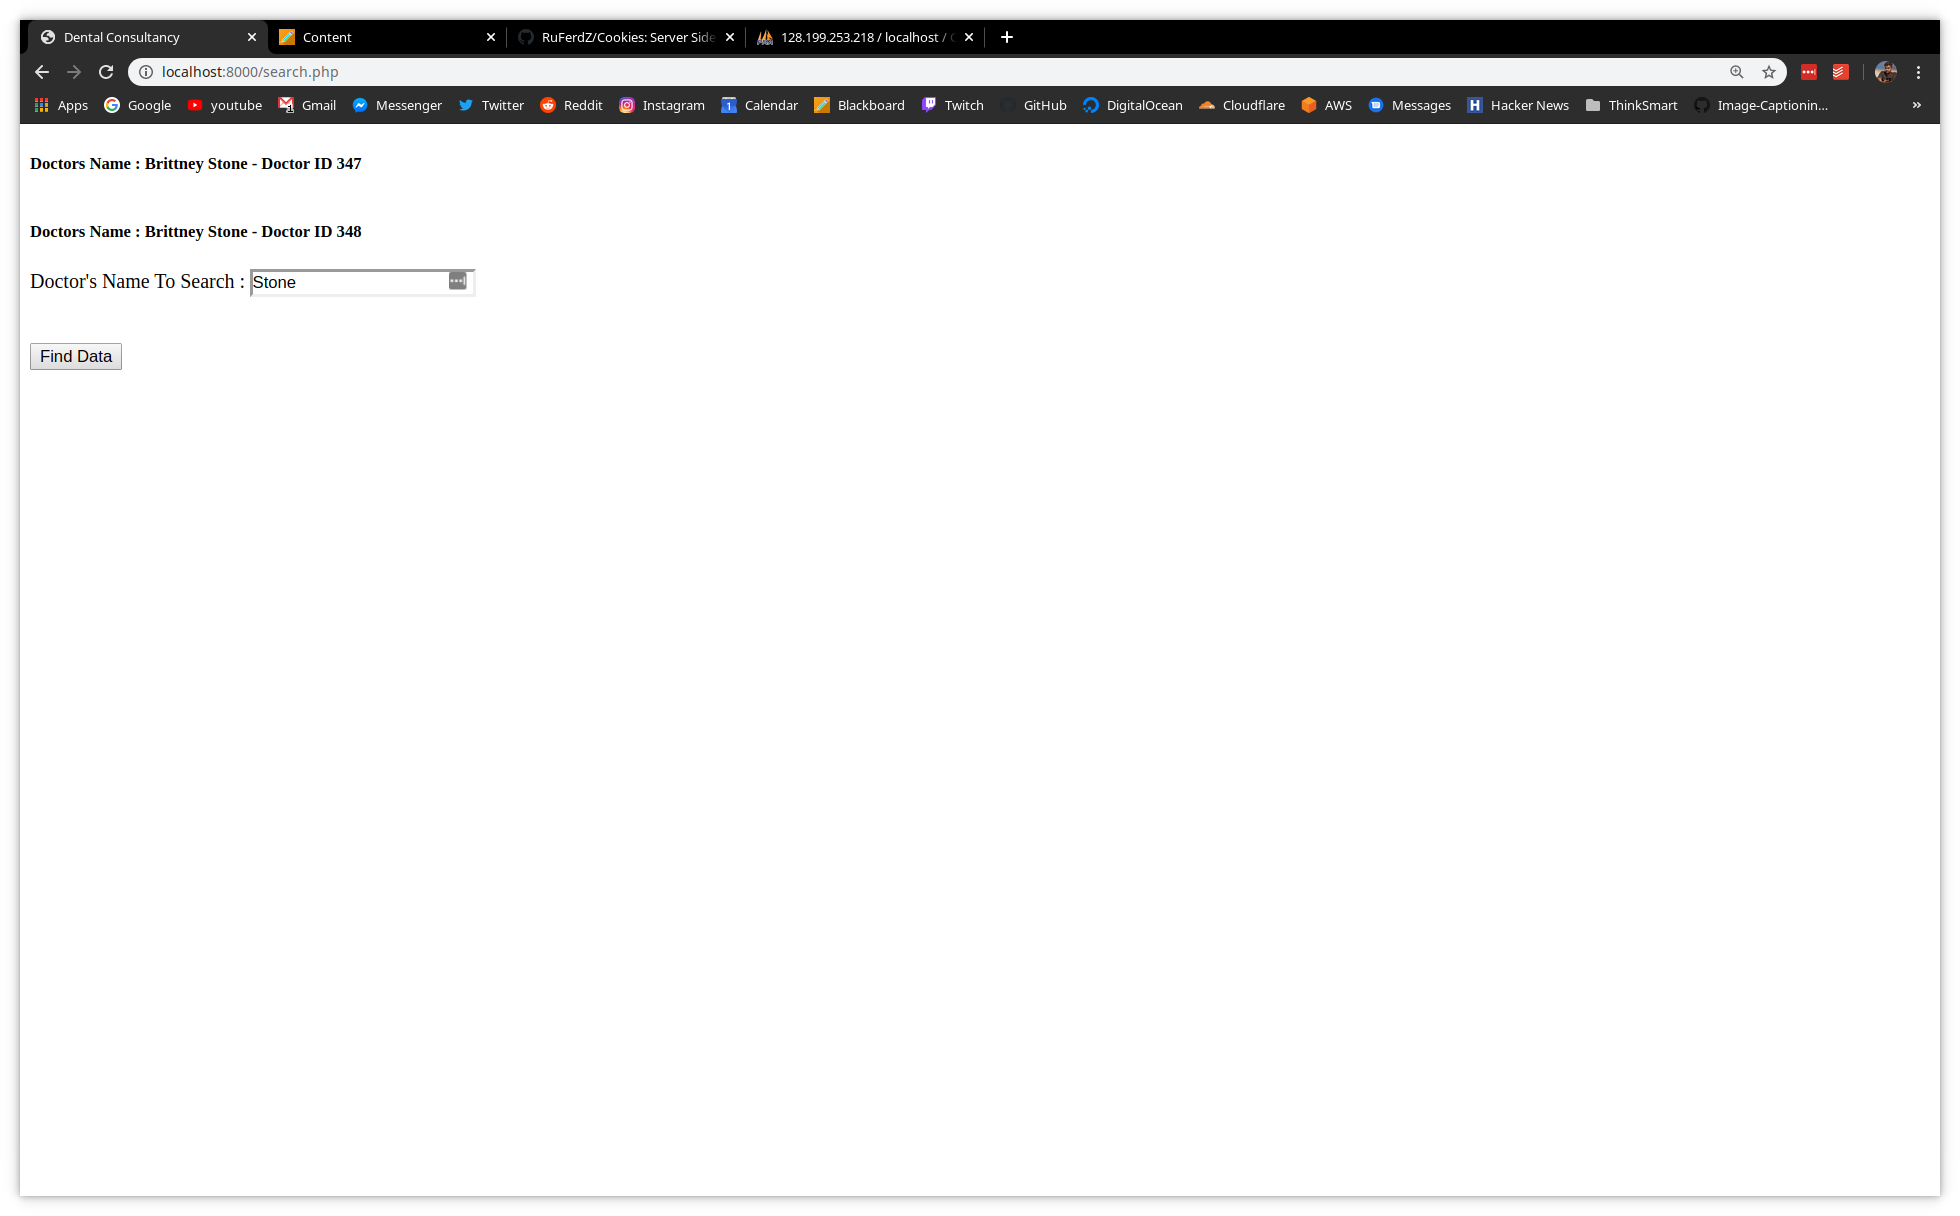 Dental Consultancy
Content
RuFerdZ/Cookies: Server Side
128.199.253.218 / localhost /
localhost:8000/search.php
Apps Google youtube Gmail Messenger Twitter Reddit Instagram Calendar Blackboard Twitch GitHub DigitalOcean Cloudflare AWS Messages Hacker News ThinkSmart Image-Captionin... »
Doctors Name : Brittney Stone - Doctor ID 347
Doctors Name : Brittney Stone - Doctor ID 348
Doctor's Name To Search : Stone
Find Data